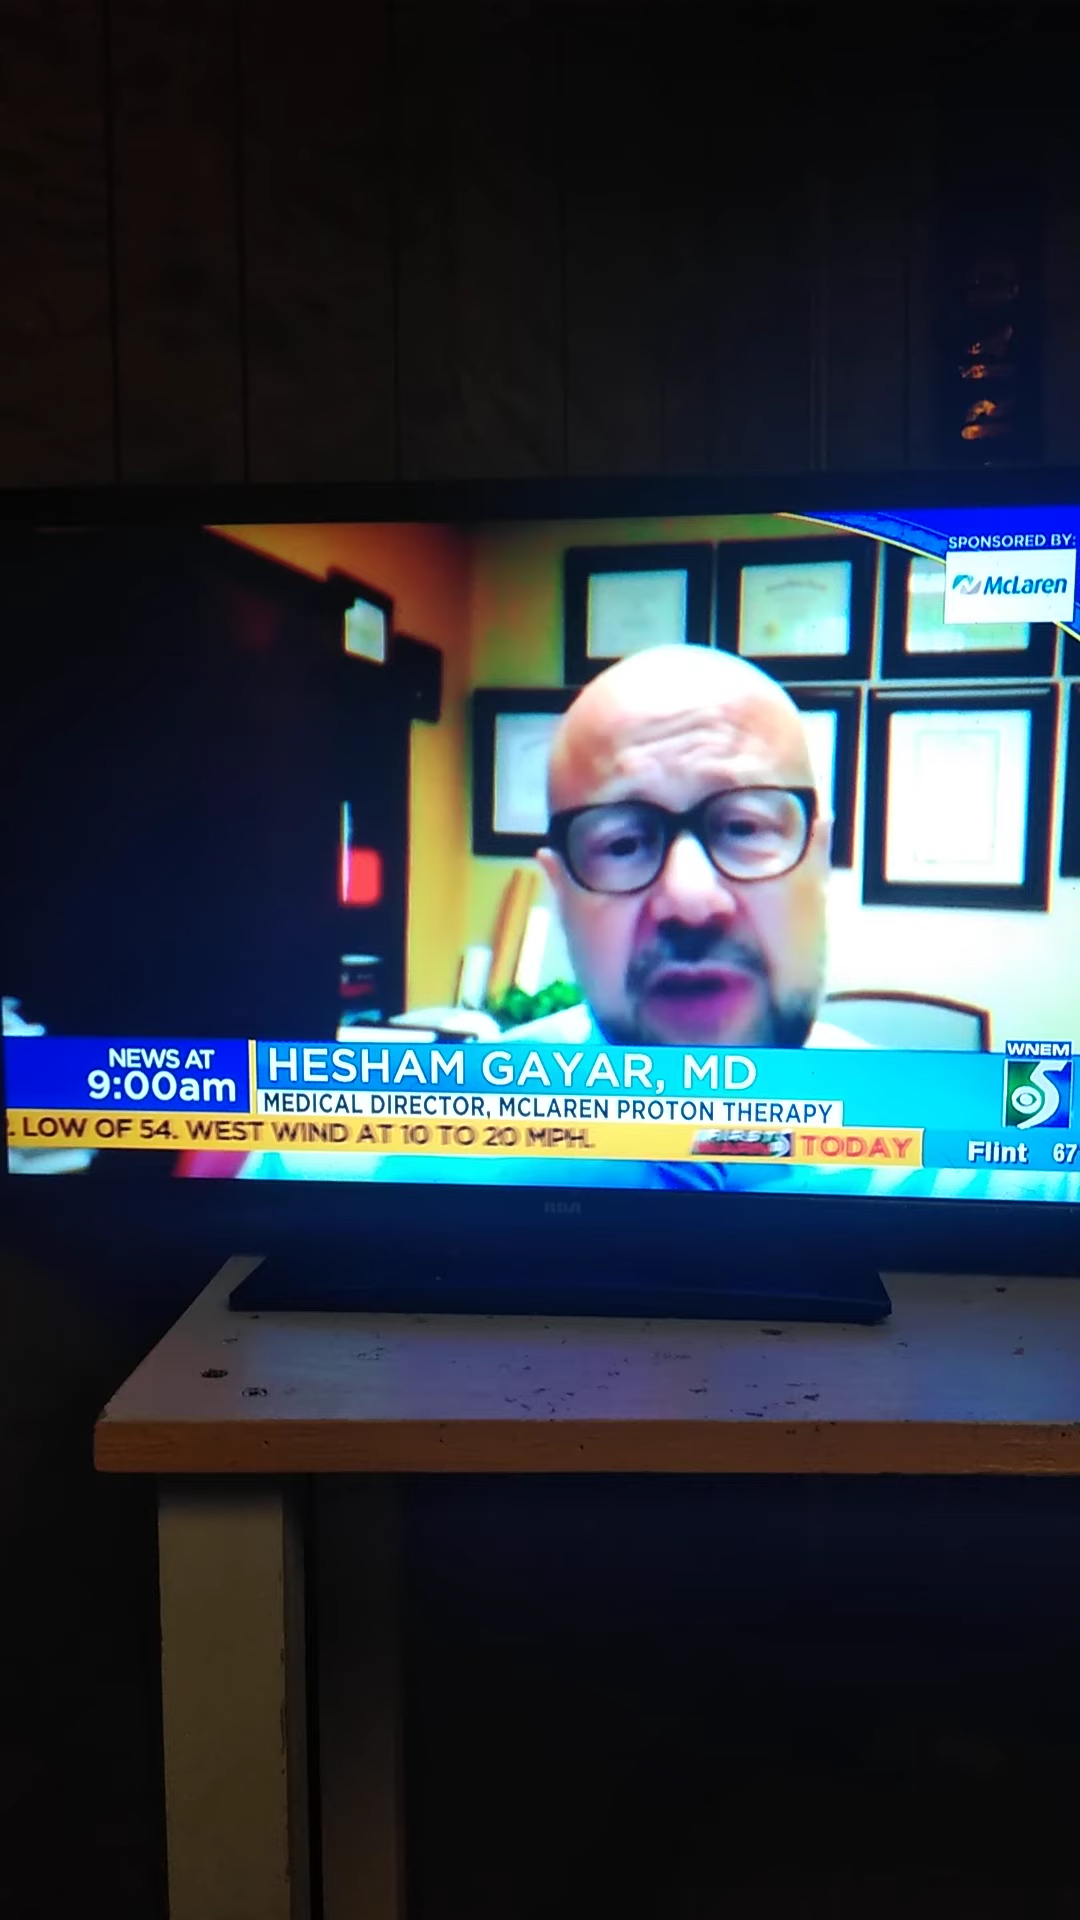 SPONSORED BY:
McLaren
NEWS AT
9:00am
HESHAM GAYAR, MD
MEDICAL DIRECTOR, MCLAREN PROTON THERAPY
WNEM
5
. LOW OF 54. WEST WIND AT 10 TO 20 MPH.
TODAY
Flint 67
RCA